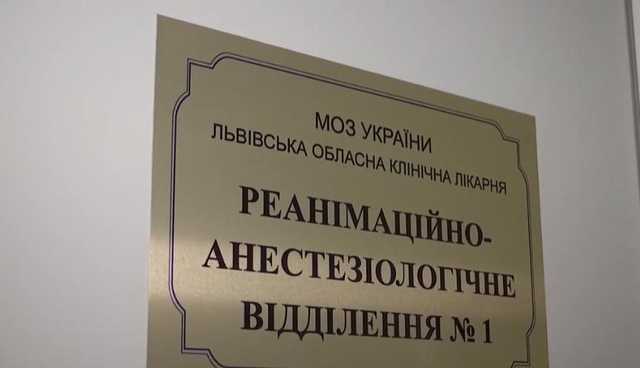 МОЗ УКРАЇНИ
ЛЬВІВСЬКА ОБЛАСНА КЛІНІЧНА ЛІКАРНЯ
РЕАНІМАЦІЙНО-
АНЕСТЕЗІОЛОГІЧНЕ
ВІДДІЛЕННЯ № 1